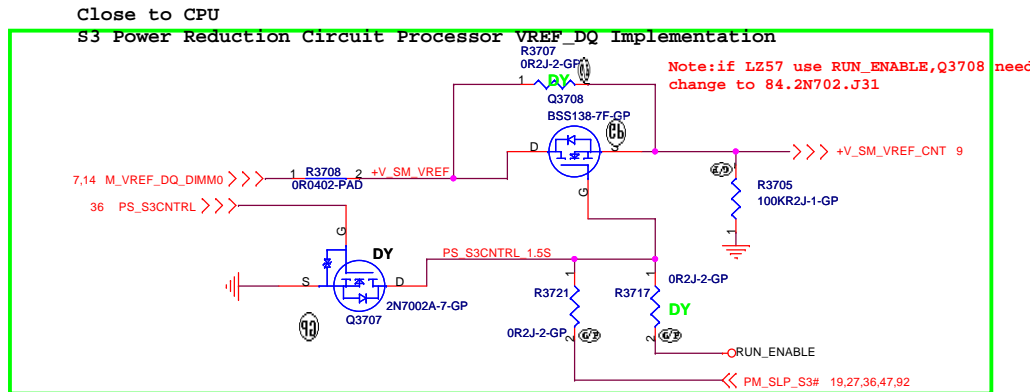 Close to CPU
S3 Power Reduction Circuit Processor VREF_DQ Implementation
R3707
0R2J-2-GP
Note:if LZ57 use RUN_ENABLE,Q3708 need
change to 84.2N702.J31
1
DY
Q3708
BSS138-7F-GP
D
S
G
+V_SM_VREF_CNT 9
7,14 M_VREF_DQ_DIMM0
1
R3708
2
+V_SM_VREF
0R0402-PAD
R3705
100KR2J-1-GP
1
36 PS_S3CNTRL
G
DY
PS_S3CNTRL_1.5S
S
D
2N7002A-7-GP
Q3707
1
1
0R2J-2-GP
R3721
R3717
DY
0R2J-2-GP
2
2
RUN_ENABLE
PM_SLP_S3# 19,27,36,47,92